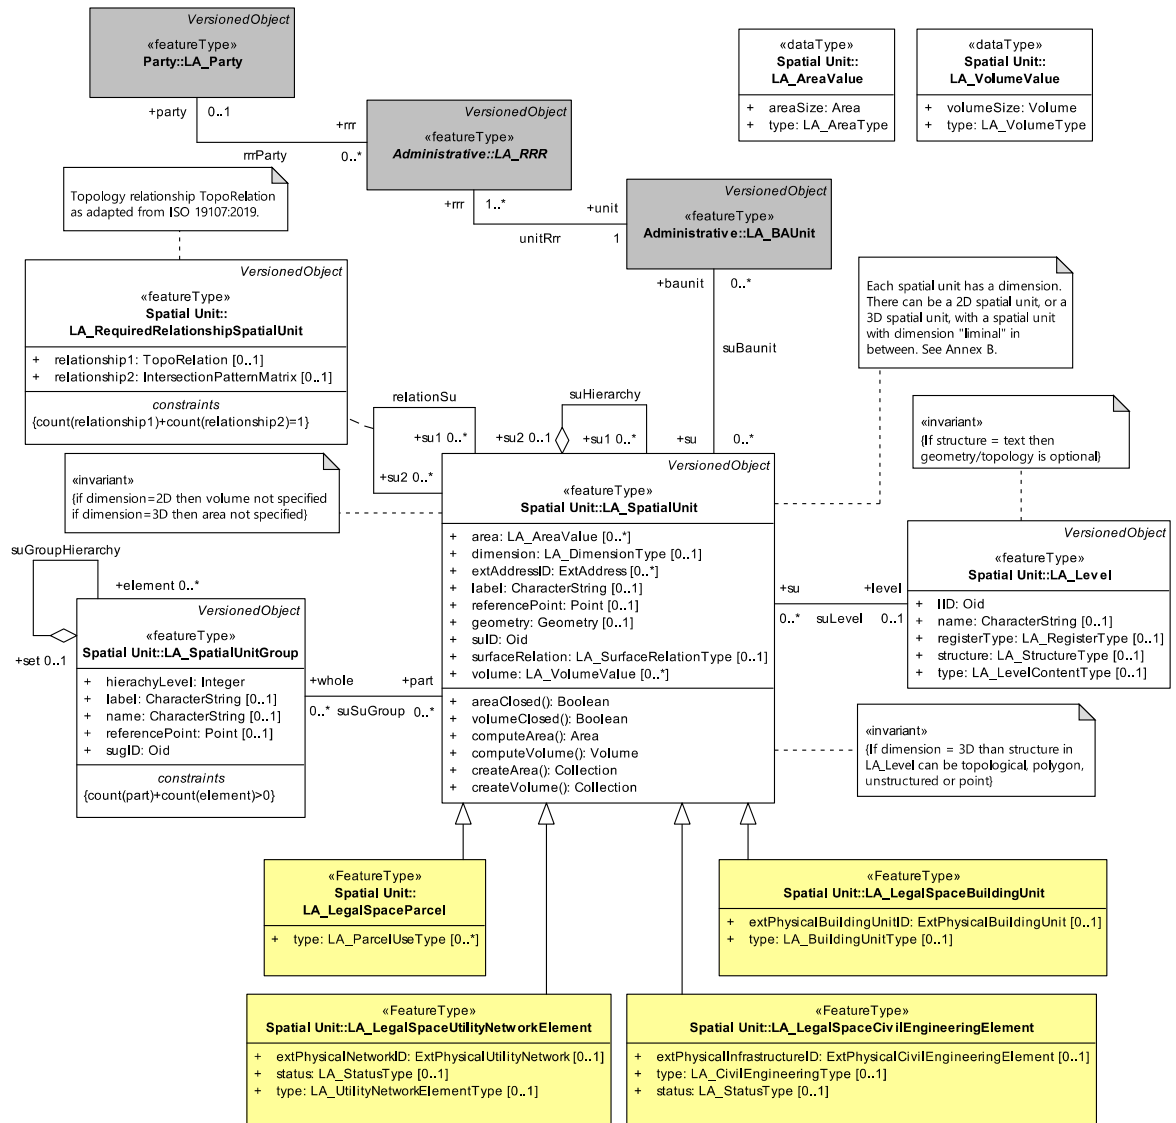 VersionedObject
«featureType»
Party::LA_Party
+party
0..1
+rrr
rrrParty
0..*
VersionedObject
«featureType»
Administrative::LA_RRR
+rrr
1..*
+unit
unitRrr
1
VersionedObject
«featureType»
Administrative::LA_BAUnit
+baunit
0..*
suBaunit
+su
0..*
«dataType»
Spatial Unit::
LA_AreaValue
+ areaSize: Area
+ type: LA_AreaType
«dataType»
Spatial Unit::
LA_VolumeValue
+ volumeSize: Volume
+ type: LA_VolumeType
Topology relationship TopoRelation
as adapted from ISO 19107:2019.
VersionedObject
«featureType»
Spatial Unit::
LA_RequiredRelationshipSpatialUnit
+ relationship1: TopoRelation [0..1]
+ relationship2: IntersectionPatternMatrix [0..1]
constraints
{count(relationship1)+count(relationship2)=1}
Each spatial unit has a dimension.
There can be a 2D spatial unit, or a
3D spatial unit, with a spatial unit
with dimension "liminal" in
between. See Annex B.
relationSu
+su1 0..*
+su2 0..*
suHierarchy
+su2 0..1
+su1 0..*
«invariant»
{if dimension=2D then volume not specified
if dimension=3D then area not specified}
«invariant»
{If structure = text then
geometry/topology is optional}
VersionedObject
«featureType»
Spatial Unit::LA_SpatialUnit
+ area: LA_AreaValue [0..*]
+ dimension: LA_DimensionType [0..1]
+ extAddressID: ExtAddress [0..*]
+ label: CharacterString [0..1]
+ referencePoint: Point [0..1]
+ geometry: Geometry [0..1]
+ suID: Oid
+ surfaceRelation: LA_SurfaceRelationType [0..1]
+ volume: LA_VolumeValue [0..*]
+ areaClosed(): Boolean
+ volumeClosed(): Boolean
+ computeArea(): Area
+ computeVolume(): Volume
+ createArea(): Collection
+ createVolume(): Collection
+su
+level
0..*
suLevel
0..1
VersionedObject
«featureType»
Spatial Unit::LA_Level
+ lID: Oid
+ name: CharacterString [0..1]
+ registerType: LA_RegisterType [0..1]
+ structure: LA_StructureType [0..1]
+ type: LA_LevelContentType [0..1]
suGroupHierarchy
+element 0..*
+set 0..1
VersionedObject
«featureType»
Spatial Unit::LA_SpatialUnitGroup
+ hierachyLevel: Integer
+ label: CharacterString [0..1]
+ name: CharacterString [0..1]
+ referencePoint: Point [0..1]
+ sugID: Oid
constraints
{count(part)+count(element)>0}
+whole
+part
0..*
suSuGroup
0..*
«invariant»
{If dimension = 3D than structure in
LA_Level can be topological, polygon,
unstructured or point}
«FeatureType»
Spatial Unit::
LA_LegalSpaceParcel
+ type: LA_ParcelUseType [0..*]
«FeatureType»
Spatial Unit::LA_LegalSpaceBuildingUnit
+ extPhysicalBuildingUnitID: ExtPhysicalBuildingUnit [0..1]
+ type: LA_BuildingUnitType [0..1]
«FeatureType»
Spatial Unit::LA_LegalSpaceUtilityNetworkElement
+ extPhysicalNetworkID: ExtPhysicalUtilityNetwork [0..1]
+ status: LA_StatusType [0..1]
+ type: LA_UtilityNetworkElementType [0..1]
«FeatureType»
Spatial Unit::LA_LegalSpaceCivilEngineeringElement
+ extPhysicalInfrastructureID: ExtPhysicalCivilEngineeringElement [0..1]
+ type: LA_CivilEngineeringType [0..1]
+ status: LA_StatusType [0..1]